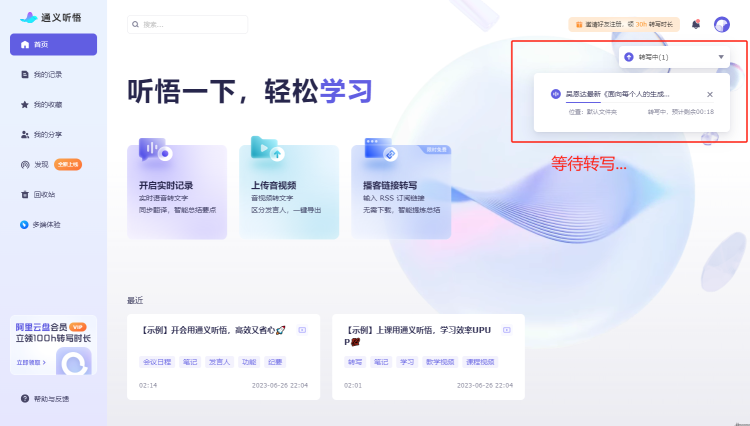 通义听悟
搜索...
邀请好友注册, 领 20h 转写时长
首页
我的记录
我的收藏
我的分享
发现 全新上线
回收站
多端体验
转写中(1)
吴恩达最新《面向每个人的生成...
位置: 默认文件夹
转写中, 预计剩余00:18
等待转写...
听悟一下，轻松学习
开启实时记录
实时语音转文字
同步翻译，智能总结要点
上传音视频
音视频转文字
区分发言人，一键导出
限时免费
播客链接转写
输入 RSS 订阅链接
无需下载，智能提炼总结
最近
【示例】开会用通义听悟，高效又省心🚀
会议日程 笔记 发言人 功能 纪要
02:14 2023-06-26 22:04
【示例】上课用通义听悟，学习效率UPU
P
转写 笔记 学习 数学视频 课程视频
02:01 2023-06-26 22:04
阿里云盘会员 VIP
立领100h转写时长
立即领取 >
帮助与反馈